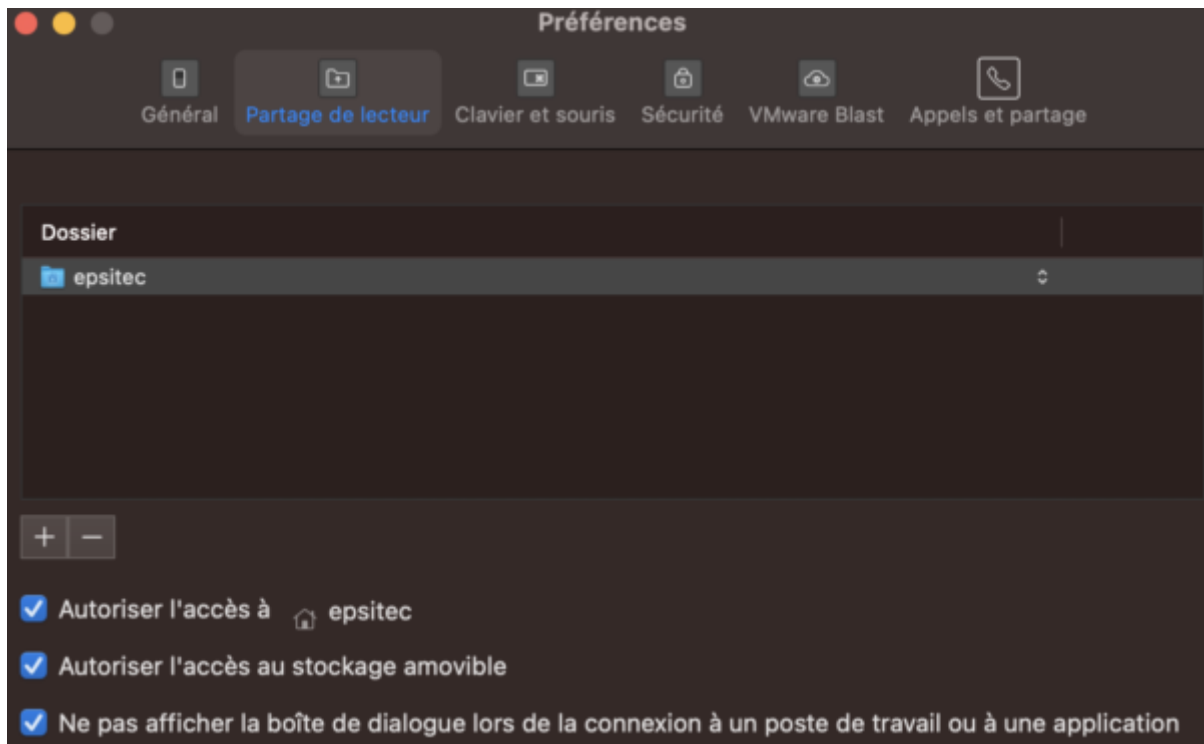 Préférences
Général Partage de lecteur Clavier et souris Sécurité VMware Blast Appels et partage
Dossier
epsitec
Autoriser l'accès à epsitec
Autoriser l'accès au stockage amovible
Ne pas afficher la boîte de dialogue lors de la connexion à un poste de travail ou à une application